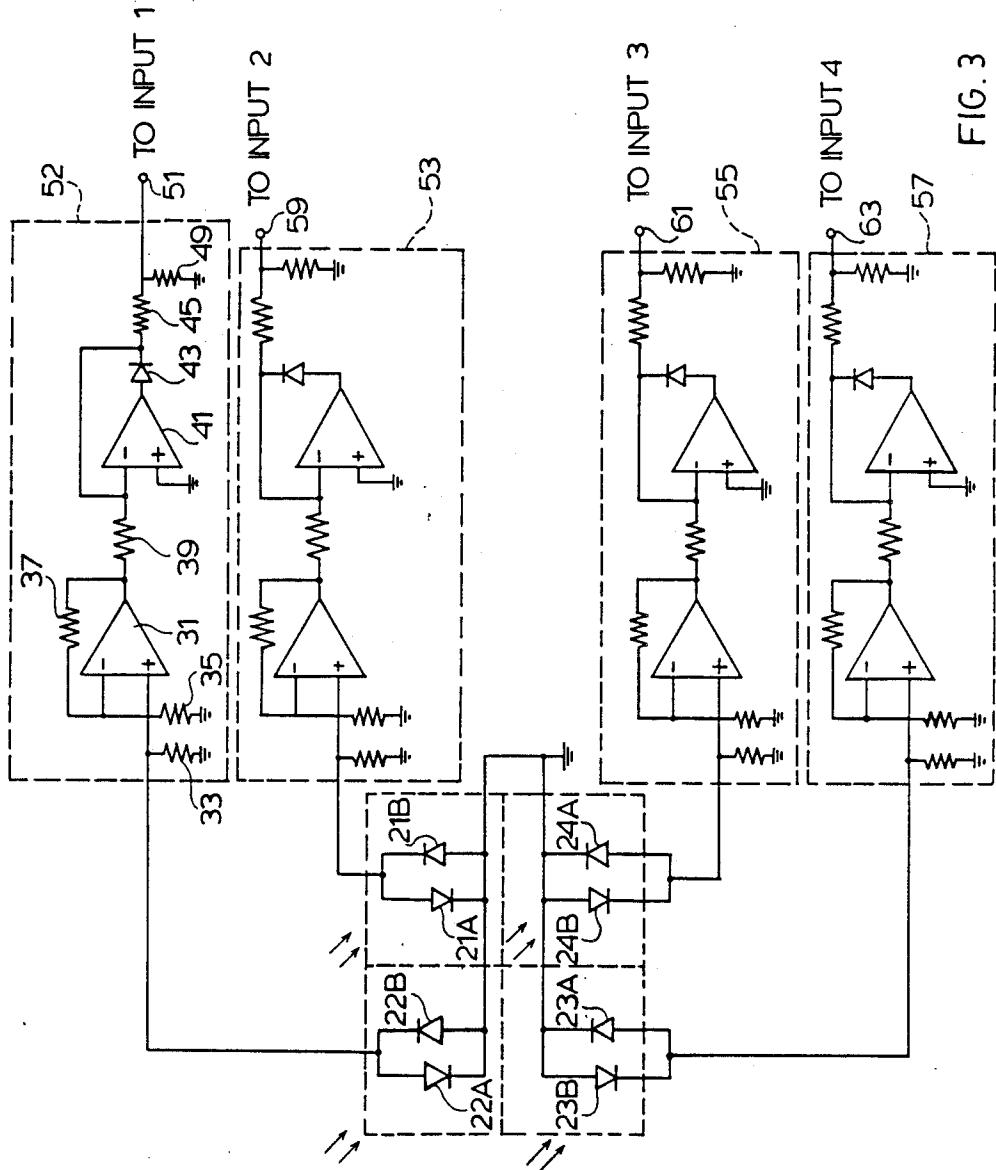 52
TO INPUT 1
51
37
31
39
41
43
45
49
35
33
TO INPUT 2
59
53
21B
21A
22B
22A
24A
24B
23A
23B
TO INPUT 3
61
55
TO INPUT 4
63
57
- +
- +
- +
- +
- +
- +
- +
- +
FIG. 3